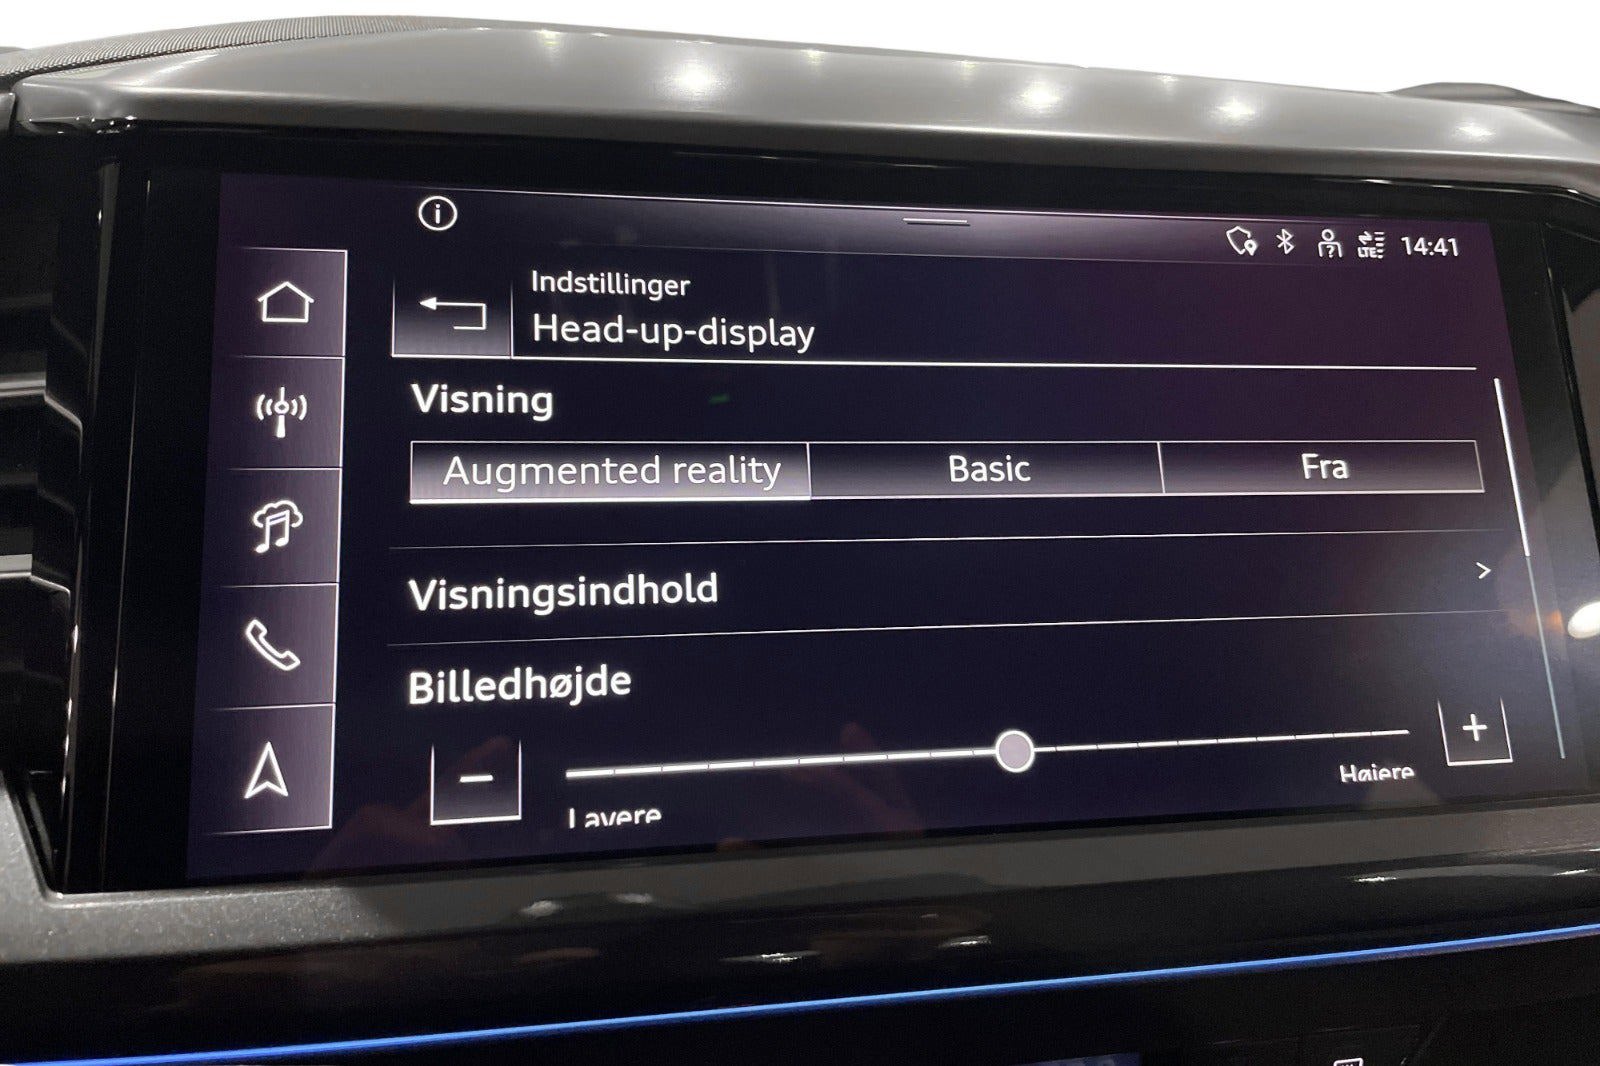 14:41
Indstillinger
Head-up-display
Visning
Augmented reality
Basic
Fra
Visningsindhold
Billedhøjde
Lavere
Højere